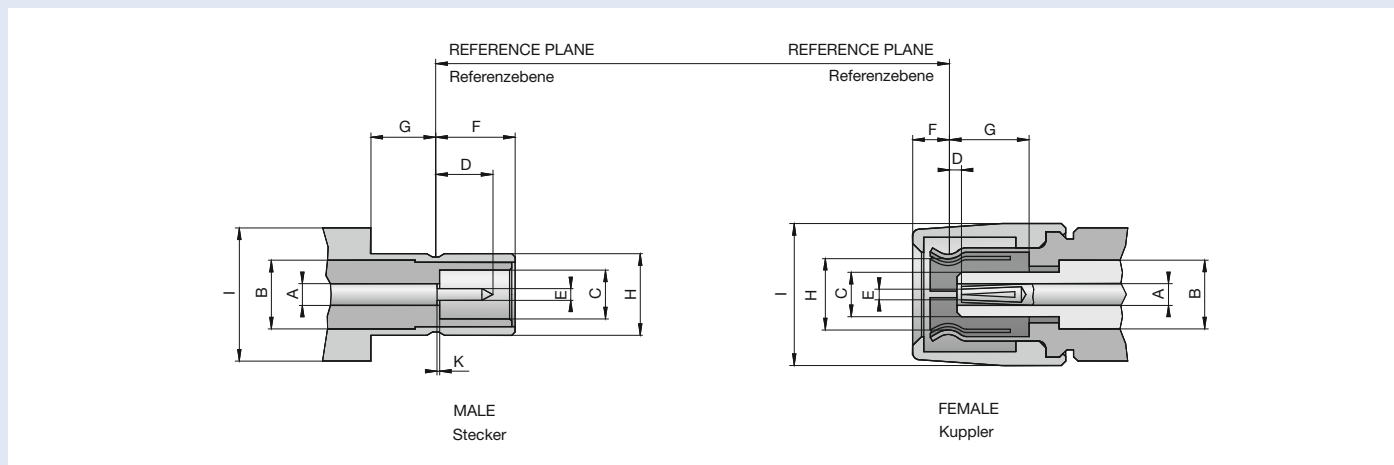 REFERENCE PLANE
Referenzebene
REFERENCE PLANE
Referenzebene
G
F
D
I
B
A
E
C
H
K
MALE
Stecker
F
G
D
I
H
C
E
A
B
FEMALE
Kuppler